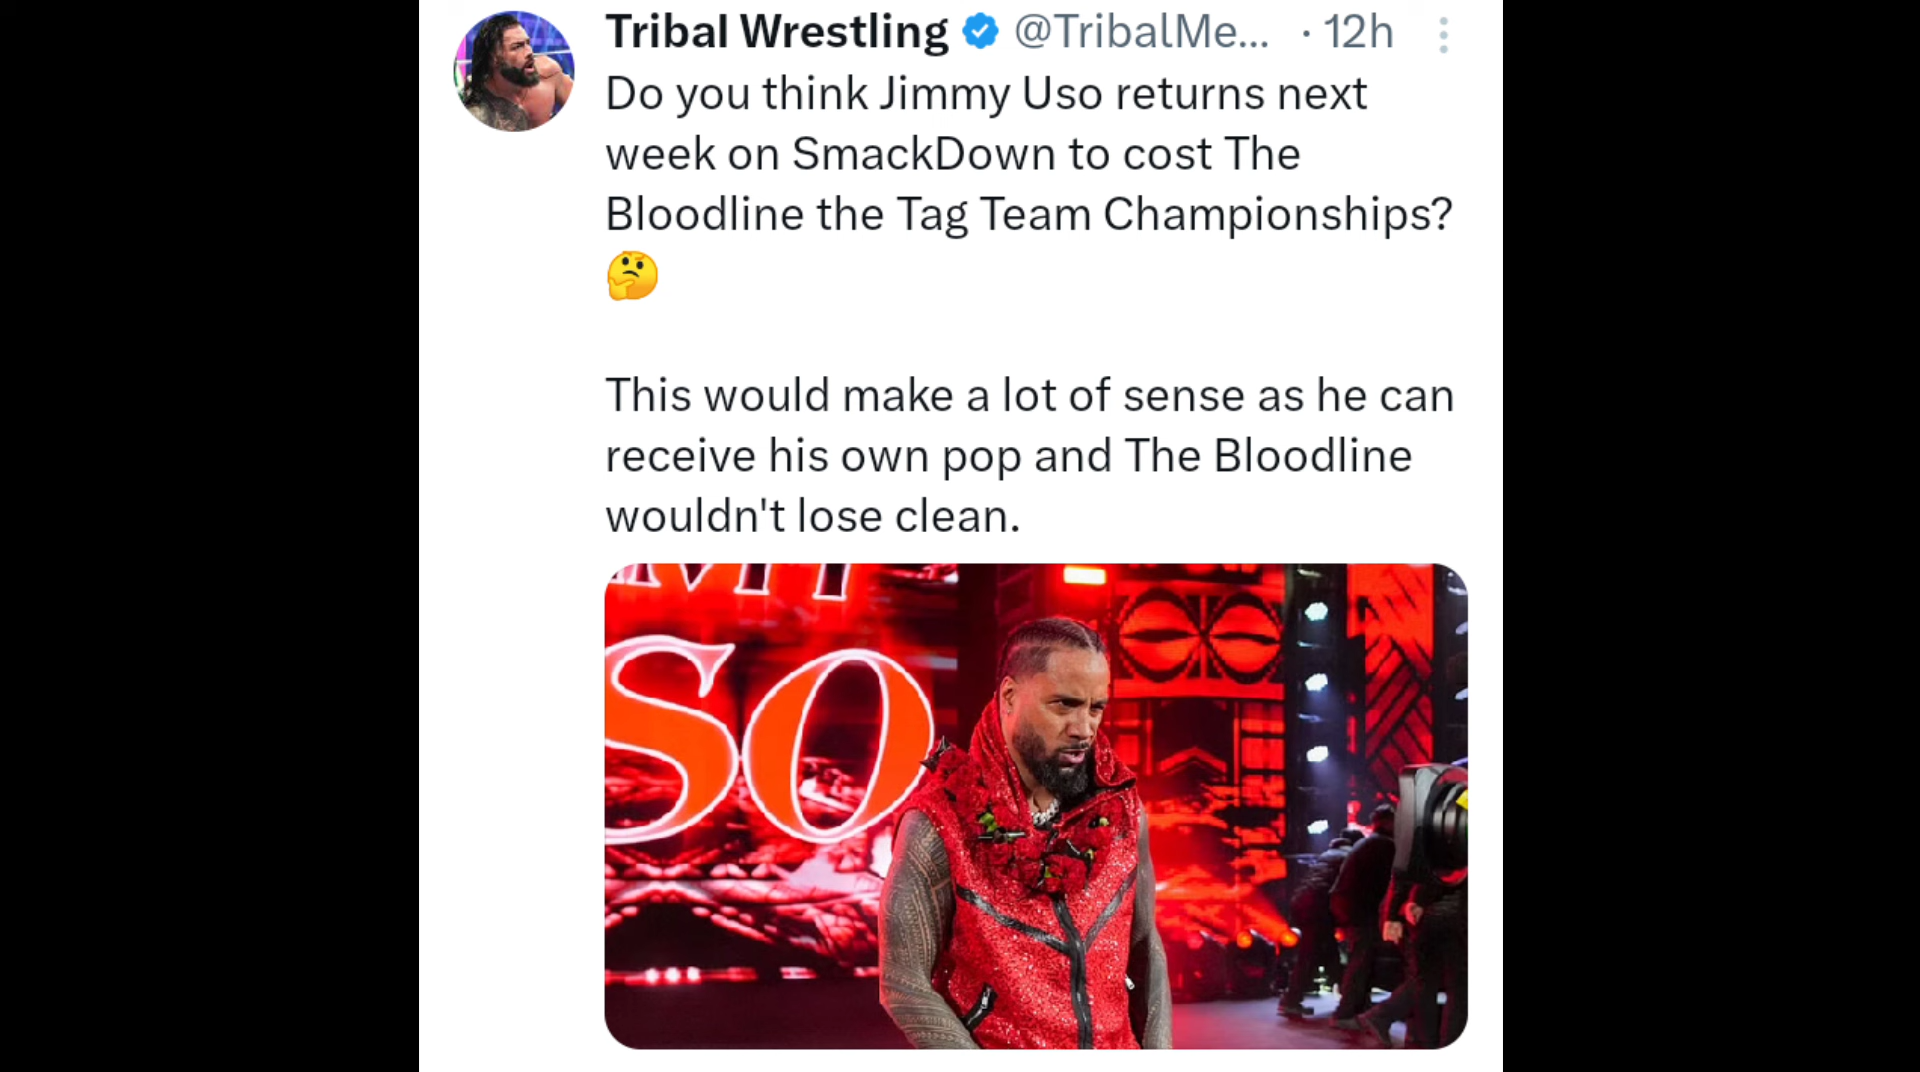 Tribal Wrestling @TribalMe... · 12h
Do you think Jimmy Uso returns next
week on SmackDown to cost The
Bloodline the Tag Team Championships?
🤔
This would make a lot of sense as he can
receive his own pop and The Bloodline
wouldn't lose clean.
SO